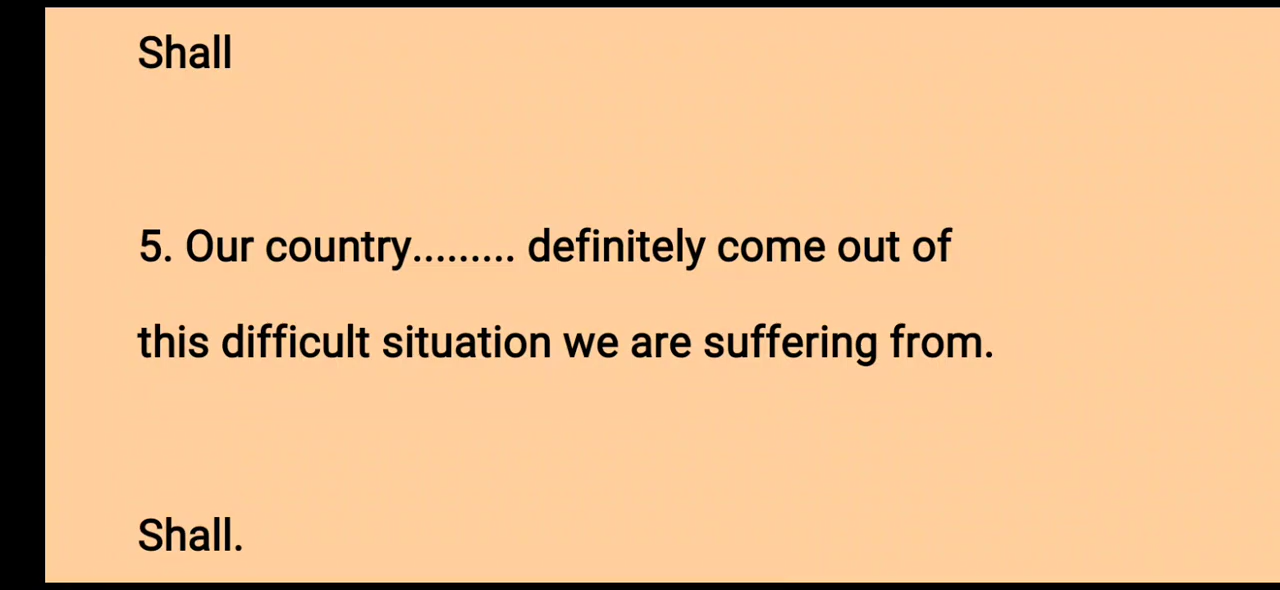 Shall
5. Our country......... definitely come out of
this difficult situation we are suffering from.
Shall.